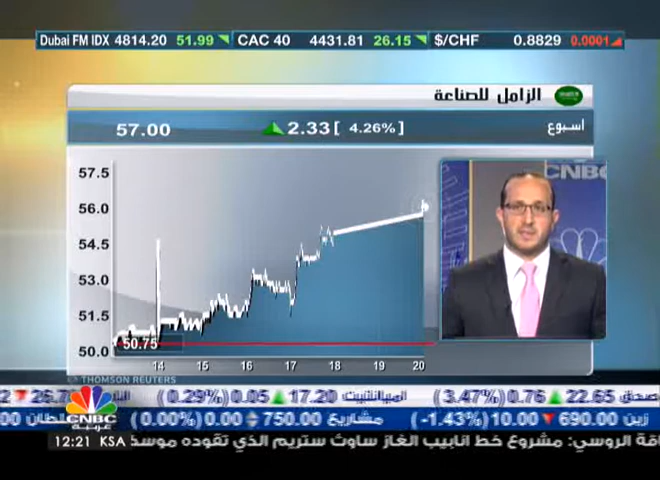 Dubai FM IDX 4814.20 51.99 CAC 40 4431.81 26.15 $/CHF 0.8829 0.0001
الزامل للصناعة
57.00 2.33[ 4.26%] اسبوع
57.5
56.0
54.5
53.0
51.5
50.0
50.75
14 15 16 17 18 19 20
CNBC
THOMSON REUTERS
22.65 0.76 (3.47%) الميانتيت 17.20 0.05 (0.29%)
زين 690.00 10.00 (-1.43%) مشاريع 750.00 0.00 (0.00%)
CNBC
عربية
12:21 KSA
اقة الروسي: مشروع خط انابيب الغاز ساوث ستريم الذي تقوده موسك